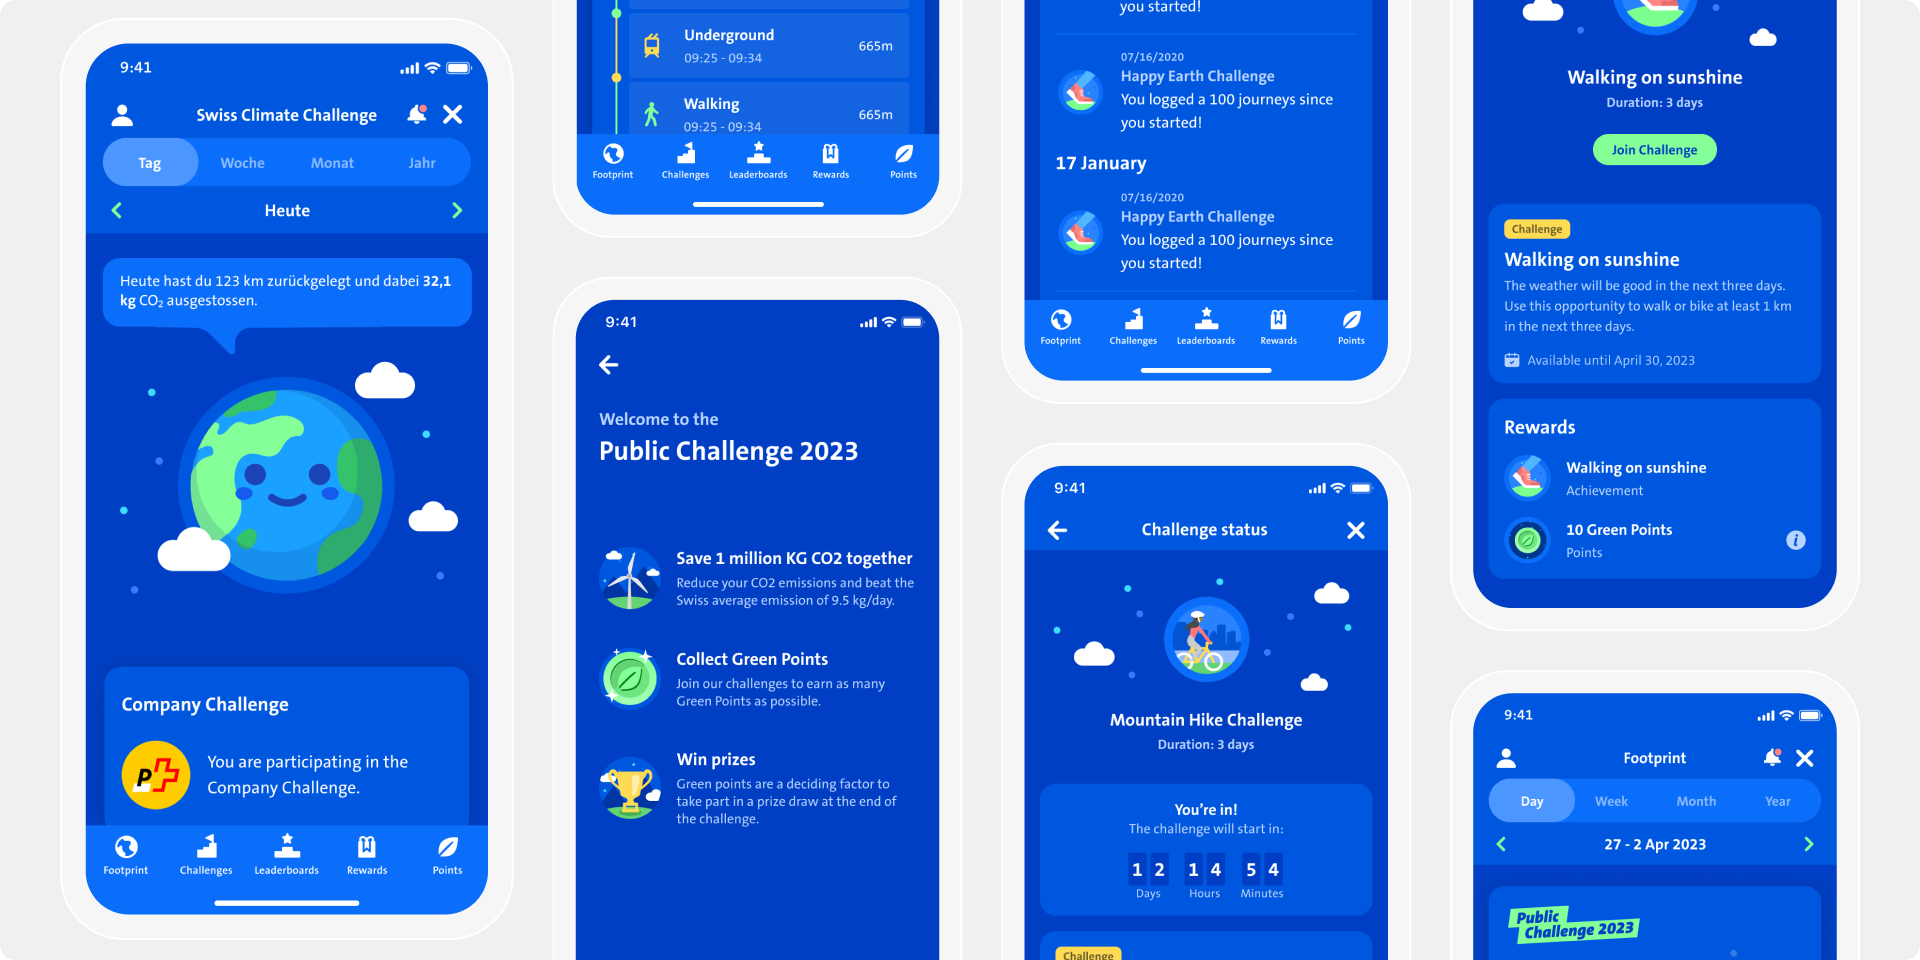 9:41
Swiss Climate Challenge
Tag
Woche
Monat
Jahr
Heute
Heute hast du 123 km zurückgelegt und dabei 32,1
kg CO₂ ausgestossen.
Company Challenge
P
You are participating in the
Company Challenge.
Footprint
Challenges
Leaderboards
Rewards
Points
Underground
09:25 - 09:34
665m
Walking
09:25 - 09:34
665m
Footprint
Challenges
Leaderboards
Rewards
Points
9:41
Welcome to the
Public Challenge 2023
Save 1 million KG CO2 together
Reduce your CO2 emissions and beat the
Swiss average emission of 9.5 kg/day.
Collect Green Points
Join our challenges to earn as many
Green Points as possible.
Win prizes
Green points are a deciding factor to
take part in a prize draw at the end of
the challenge.
you started!
07/16/2020
Happy Earth Challenge
You logged a 100 journeys since
you started!
17 January
07/16/2020
Happy Earth Challenge
You logged a 100 journeys since
you started!
Footprint
Challenges
Leaderboards
Rewards
Points
9:41
Challenge status
Mountain Hike Challenge
Duration: 3 days
You're in!
The challenge will start in:
1 2 1 4 5 4
Days Hours Minutes
Challenge
Walking on sunshine
Duration: 3 days
Join Challenge
Challenge
Walking on sunshine
The weather will be good in the next three days.
Use this opportunity to walk or bike at least 1 km
in the next three days.
Available until April 30, 2023
Rewards
Walking on sunshine
Achievement
10 Green Points
Points
i
9:41
Footprint
Day
Week
Month
Year
27 - 2 Apr 2023
Public
Challenge 2023